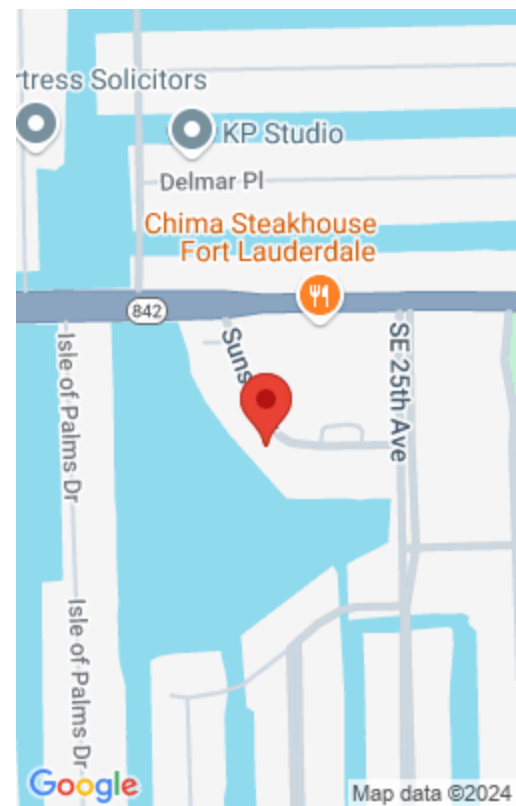 tress Solicitors
KP Studio
Delmar Pl
Chima Steakhouse
Fort Lauderdale
842
Suns
SE 25th Ave
Isle of Palms Dr
Isle of Palms Dr
Google
Map data ©2024